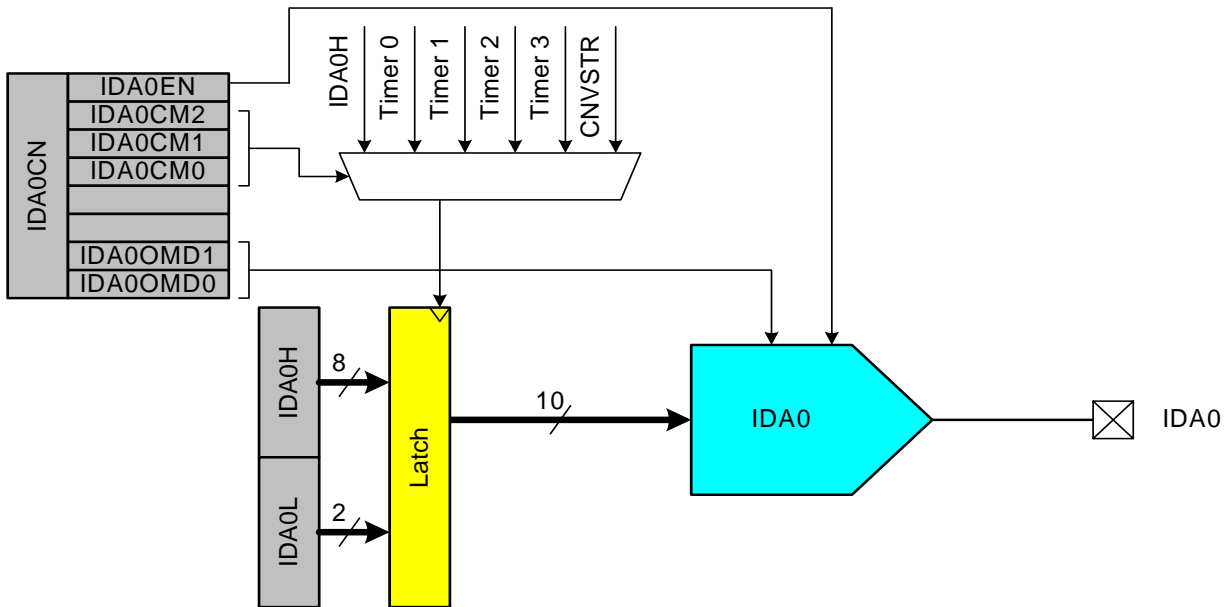 IDA0CN
IDA0EN
IDA0CM2
IDA0CM1
IDA0CM0
IDA0OMD1
IDA0OMD0
IDA0H
Timer 0
Timer 1
Timer 2
Timer 3
CNVSTR
IDA0H
8
IDA0L
2
Latch
10
IDA0
IDA0